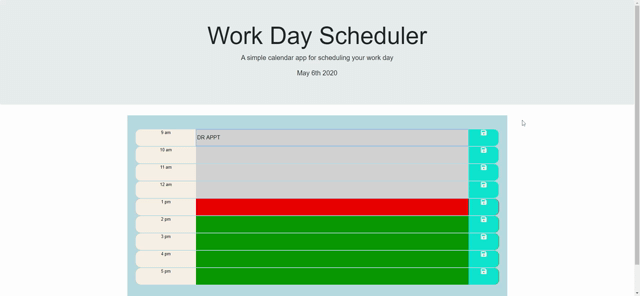 Work Day Scheduler
A simple calendar app for scheduling your work day
May 6th 2020
9 am
DR APPT
10 am
11 am
12 am
1 pm
2 pm
3 pm
4 pm
5 pm